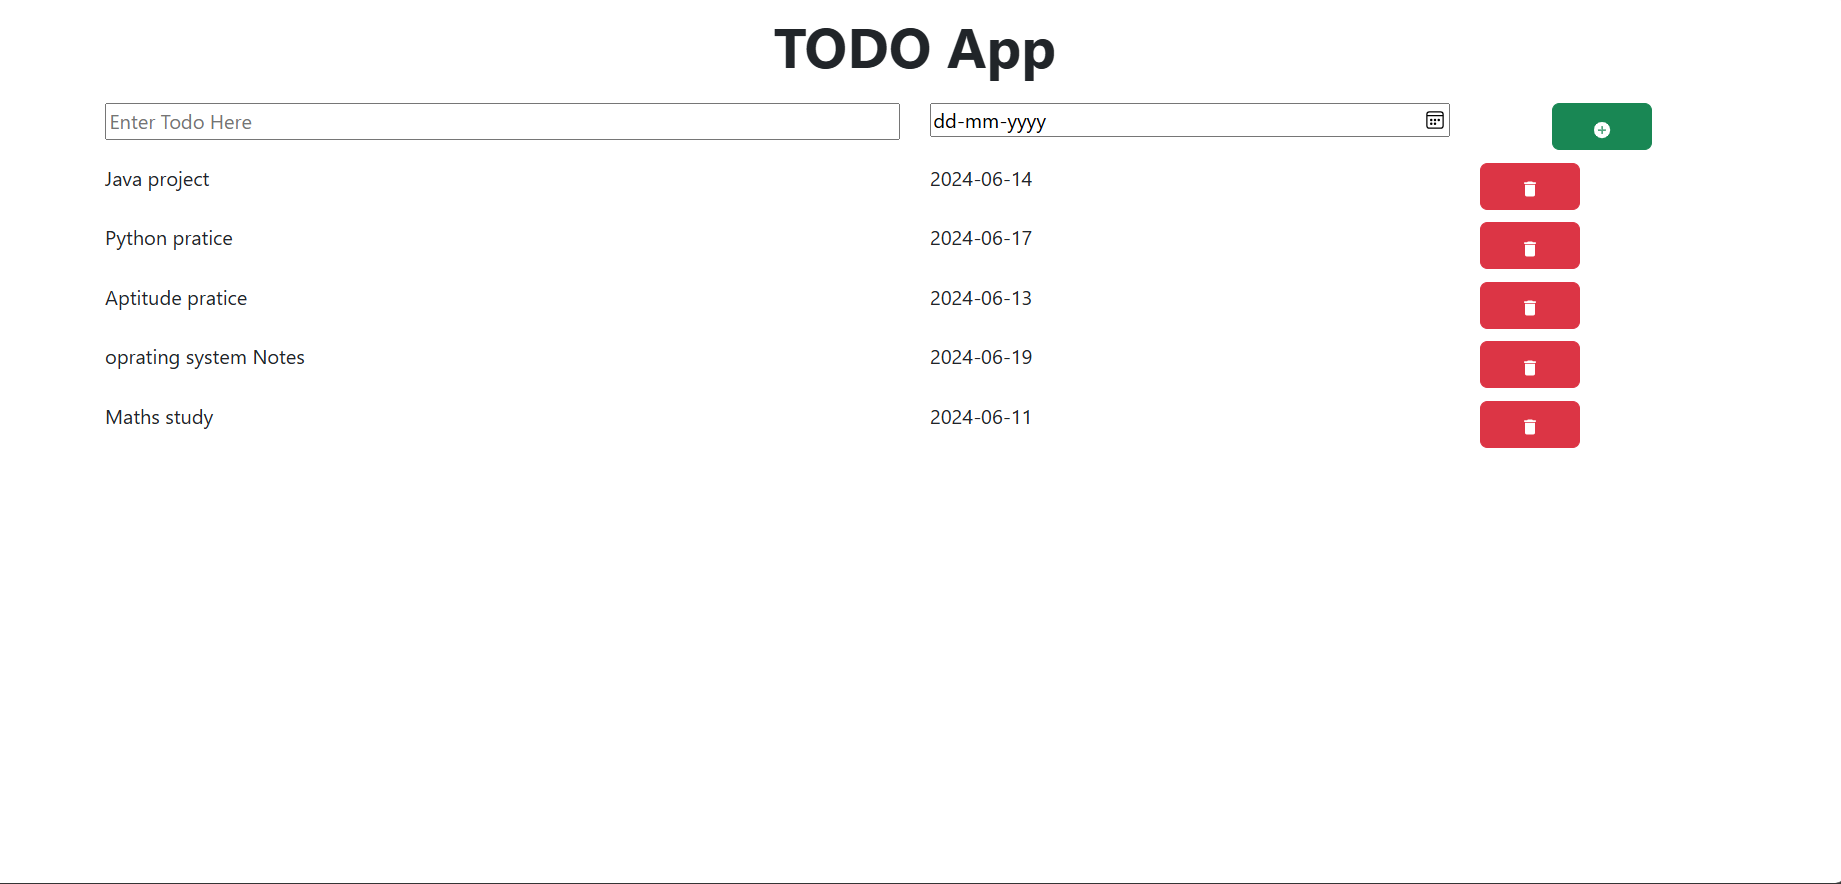 TODO App
Enter Todo Here dd-mm-yyyy
Java project 2024-06-14
Python pratice 2024-06-17
Aptitude pratice 2024-06-13
oprating system Notes 2024-06-19
Maths study 2024-06-11